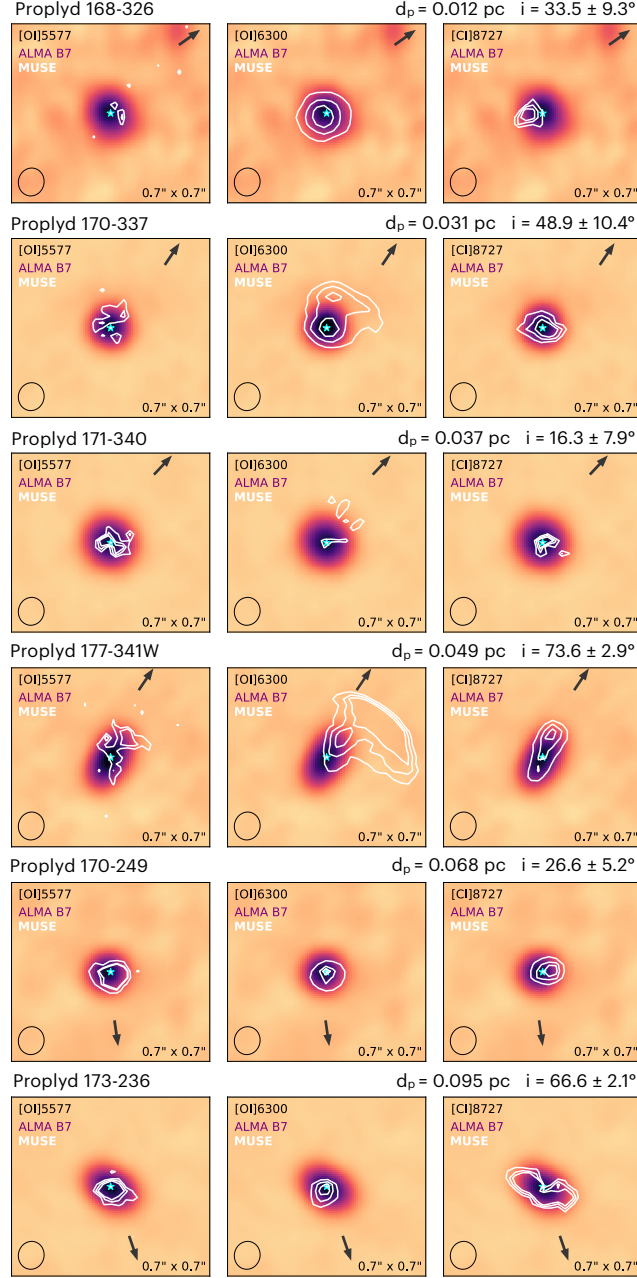 Proplyd 168-326 dₚ = 0.012 pc i = 33.5 ± 9.3°
[OI]5577 [OI]6300 [CI]8727
ALMA B7 ALMA B7 ALMA B7
MUSE MUSE MUSE
0.7" x 0.7" 0.7" x 0.7" 0.7" x 0.7"
Proplyd 170-337 dₚ = 0.031 pc i = 48.9 ± 10.4°
[OI]5577 [OI]6300 [CI]8727
ALMA B7 ALMA B7 ALMA B7
MUSE MUSE MUSE
0.7" x 0.7" 0.7" x 0.7" 0.7" x 0.7"
Proplyd 171-340 dₚ = 0.037 pc i = 16.3 ± 7.9°
[OI]5577 [OI]6300 [CI]8727
ALMA B7 ALMA B7 ALMA B7
MUSE MUSE MUSE
0.7" x 0.7" 0.7" x 0.7" 0.7" x 0.7"
Proplyd 177-341W dₚ = 0.049 pc i = 73.6 ± 2.9°
[OI]5577 [OI]6300 [CI]8727
ALMA B7 ALMA B7 ALMA B7
MUSE MUSE MUSE
0.7" x 0.7" 0.7" x 0.7" 0.7" x 0.7"
Proplyd 170-249 dₚ = 0.068 pc i = 26.6 ± 5.2°
[OI]5577 [OI]6300 [CI]8727
ALMA B7 ALMA B7 ALMA B7
MUSE MUSE MUSE
0.7" x 0.7" 0.7" x 0.7" 0.7" x 0.7"
Proplyd 173-236 dₚ = 0.095 pc i = 66.6 ± 2.1°
[OI]5577 [OI]6300 [CI]8727
ALMA B7 ALMA B7 ALMA B7
MUSE MUSE MUSE
0.7" x 0.7" 0.7" x 0.7" 0.7" x 0.7"